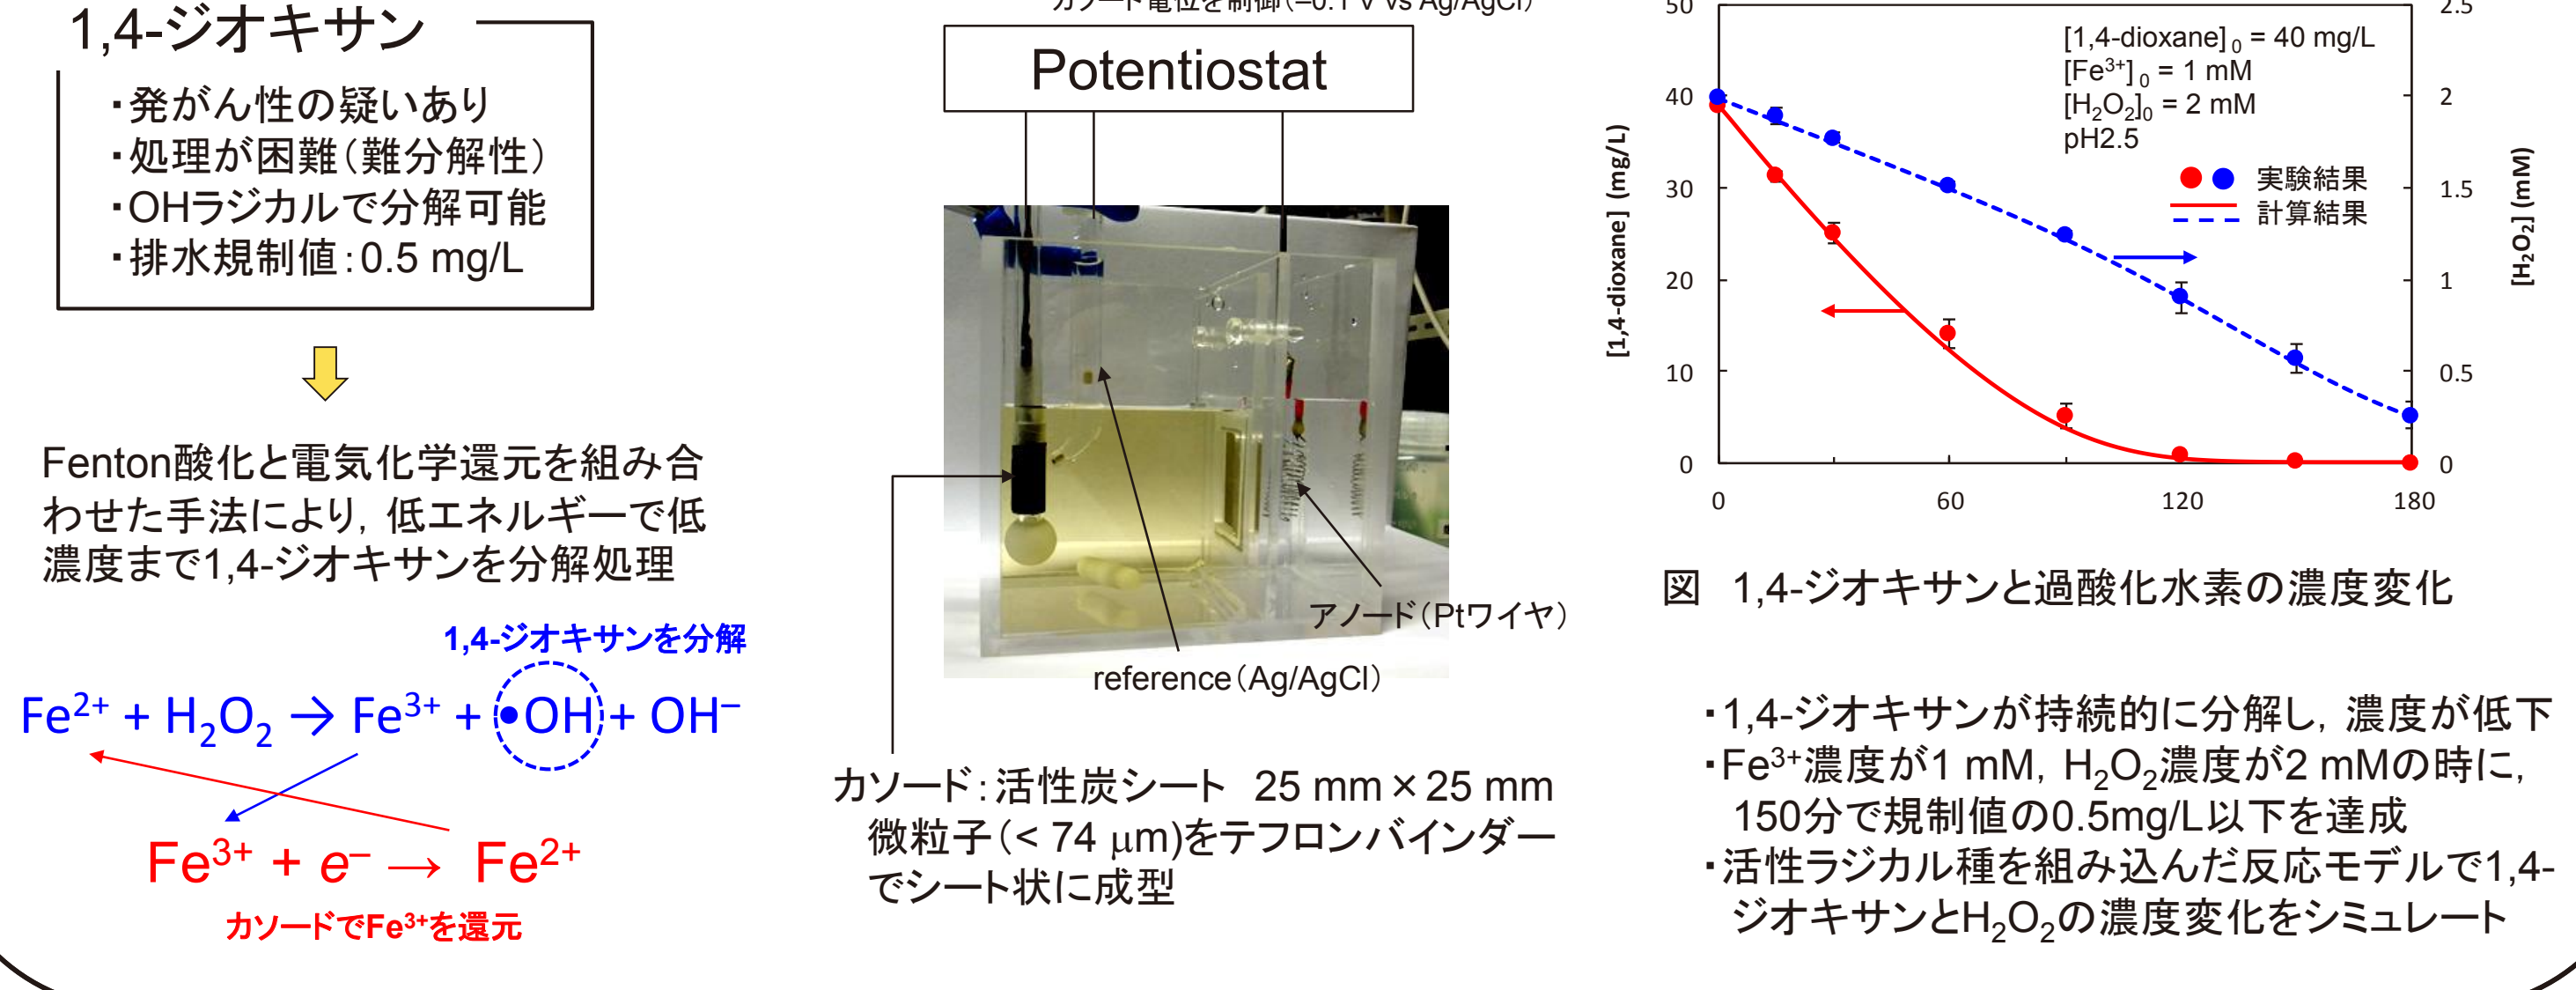 1,4-ジオキサン
・発がん性の疑いあり
・処理が困難(難分解性)
・OHラジカルで分解可能
・排水規制値:0.5 mg/L
Fenton酸化と電気化学還元を組み合
わせた手法により,低エネルギーで低
濃度まで1,4-ジオキサンを分解処理
1,4-ジオキサンを分解
Fe²⁺ + H₂O₂ → Fe³⁺ + •OH + OH⁻
Fe³⁺ + e⁻ → Fe²⁺
カソードでFe³⁺を還元
カソード電位を制御(−0.1 V vs Ag/AgCl)
Potentiostat
アノード(Ptワイヤ)
reference(Ag/AgCl)
カソード:活性炭シート 25 mm×25 mm
微粒子(< 74 μm)をテフロンバインダー
でシート状に成型
[1,4-dioxane] (mg/L)
50
40
30
20
10
0
[1,4-dioxane]₀ = 40 mg/L
[Fe³⁺]₀ = 1 mM
[H₂O₂]₀ = 2 mM
pH2.5
実験結果
計算結果
2.5
2
1.5
1
0.5
0
[H₂O₂] (mM)
0 60 120 180
図 1,4-ジオキサンと過酸化水素の濃度変化
・1,4-ジオキサンが持続的に分解し,濃度が低下
・Fe³⁺濃度が1 mM, H₂O₂濃度が2 mMの時に,
150分で規制値の0.5mg/L以下を達成
・活性ラジカル種を組み込んだ反応モデルで1,4-
ジオキサンとH₂O₂の濃度変化をシミュレート